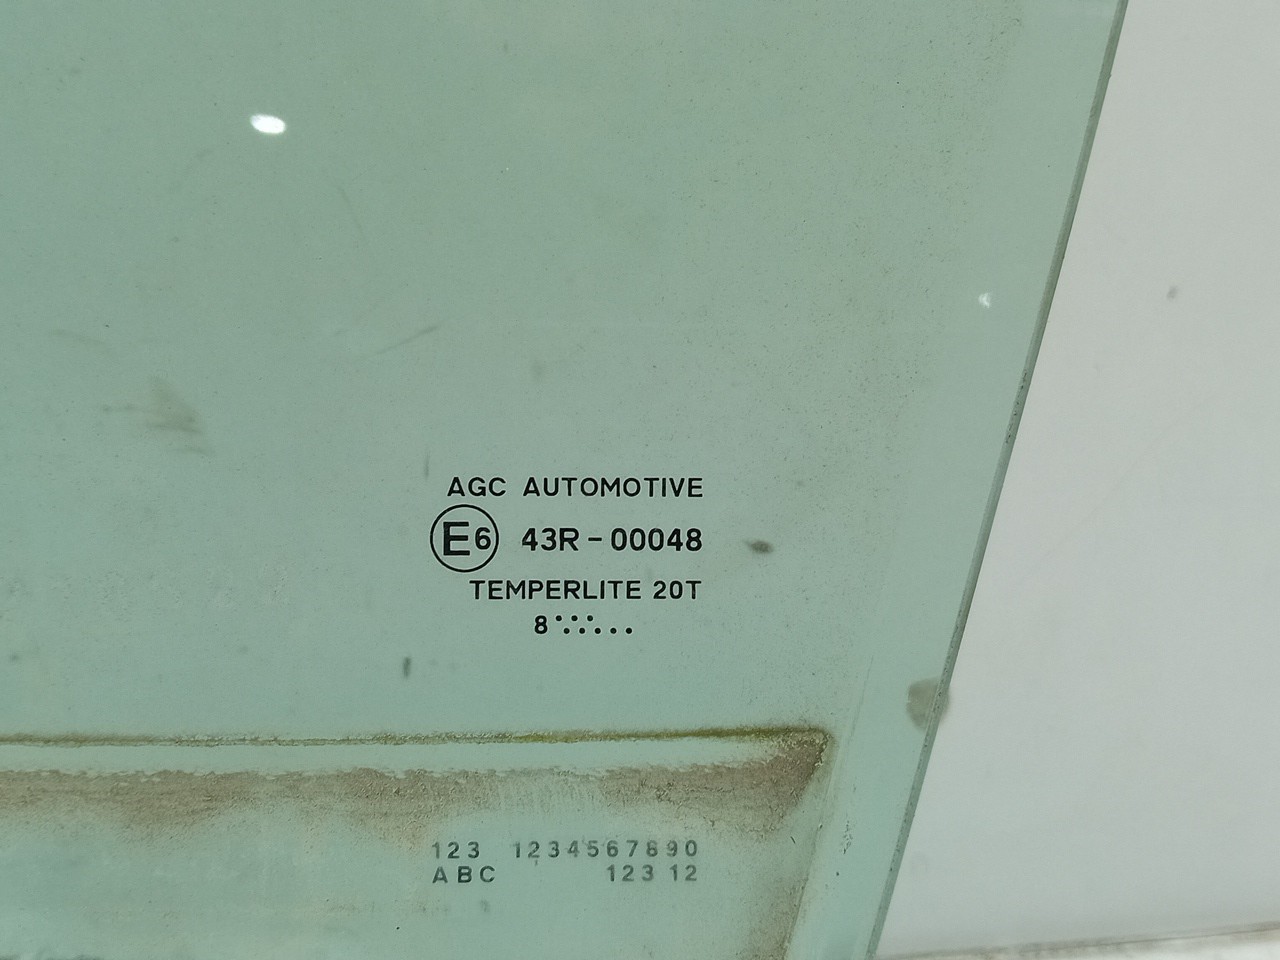 AGC AUTOMOTIVE
E6 43R-00048
TEMPERLITE 20T
8
123 1234567890
ABC 123 12